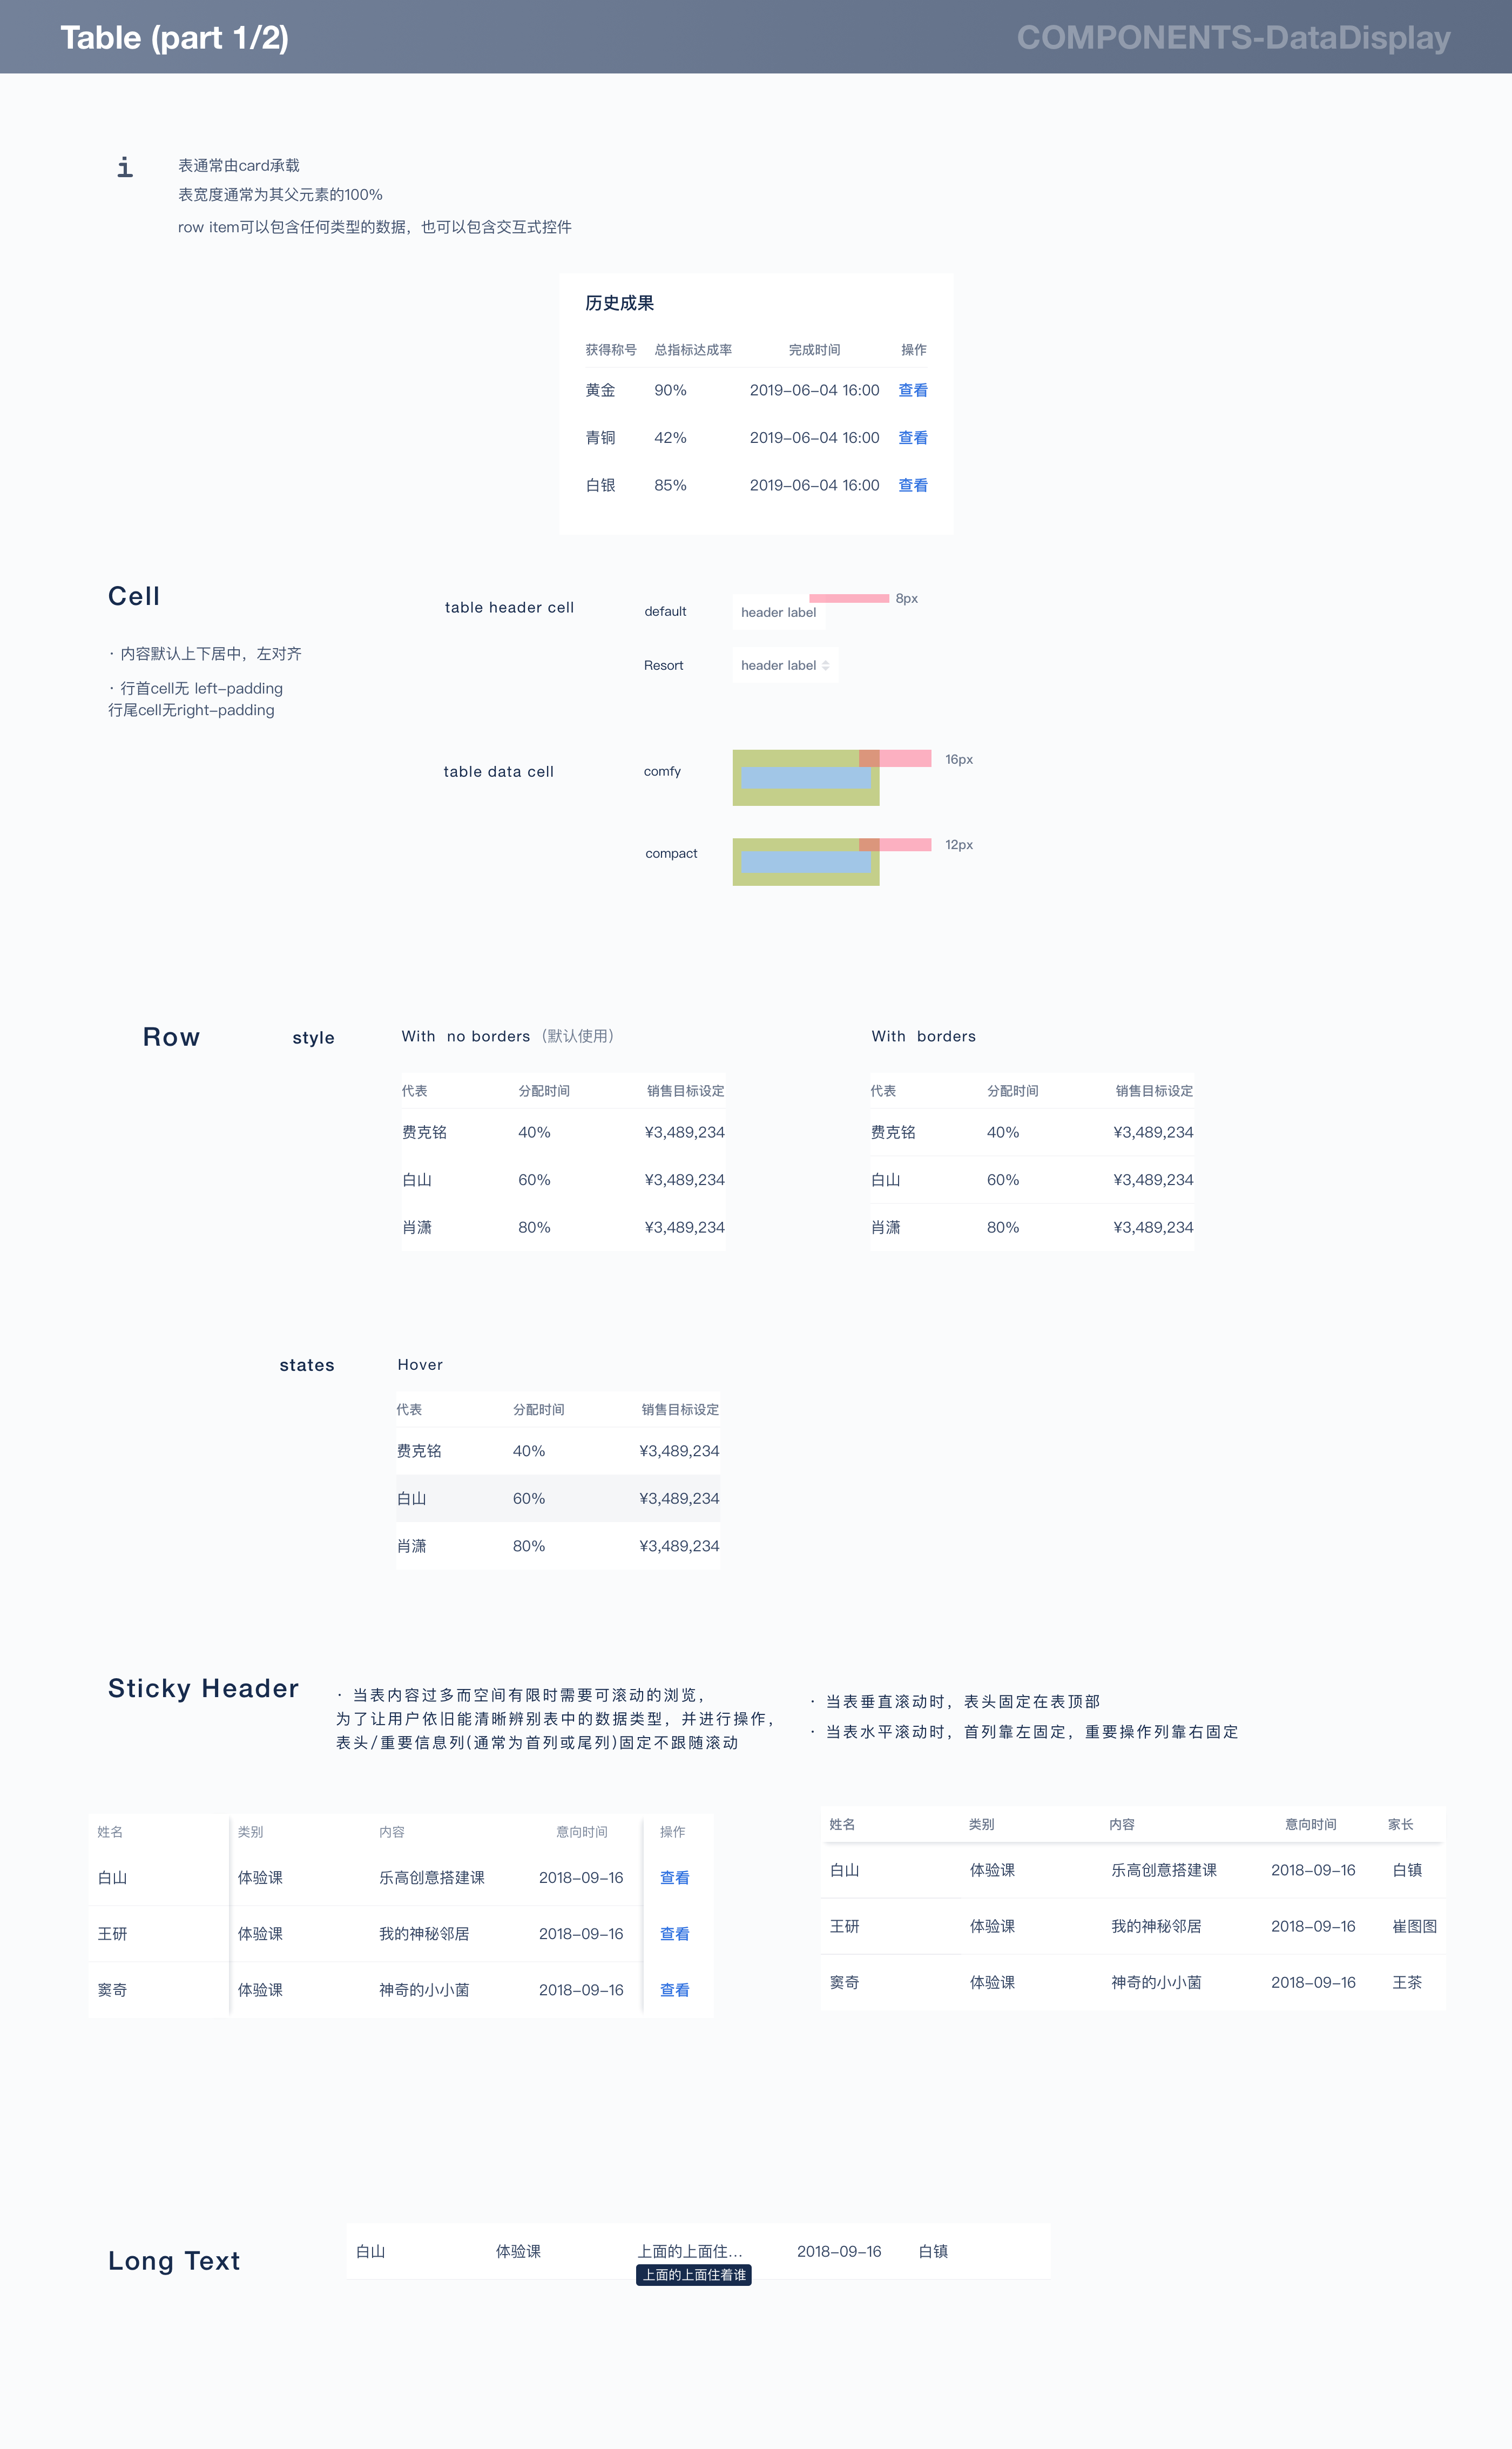 Table (part 1/2)
COMPONENTS-DataDisplay
i
表通常由card承载
表宽度通常为其父元素的100%
row item可以包含任何类型的数据，也可以包含交互式控件
历史成果
获得称号 总指标达成率 完成时间 操作
黄金 90% 2019-06-04 16:00 查看
青铜 42% 2019-06-04 16:00 查看
白银 85% 2019-06-04 16:00 查看
Cell
· 内容默认上下居中，左对齐
· 行首cell无 left-padding
行尾cell无right-padding
table header cell
default
header label
8px
Resort
header label
table data cell
comfy
16px
compact
12px
Row
style
With no borders（默认使用）
代表 分配时间 销售目标设定
费克铭 40% ¥3,489,234
白山 60% ¥3,489,234
肖潇 80% ¥3,489,234
With borders
代表 分配时间 销售目标设定
费克铭 40% ¥3,489,234
白山 60% ¥3,489,234
肖潇 80% ¥3,489,234
states
Hover
代表 分配时间 销售目标设定
费克铭 40% ¥3,489,234
白山 60% ¥3,489,234
肖潇 80% ¥3,489,234
Sticky Header
· 当表内容过多而空间有限时需要可滚动的浏览，
为了让用户依旧能清晰辨别表中的数据类型，并进行操作，
表头/重要信息列(通常为首列或尾列)固定不跟随滚动
· 当表垂直滚动时，表头固定在表顶部
· 当表水平滚动时，首列靠左固定，重要操作列靠右固定
姓名 类别 内容 意向时间 操作
白山 体验课 乐高创意搭建课 2018-09-16 查看
王研 体验课 我的神秘邻居 2018-09-16 查看
窦奇 体验课 神奇的小小菌 2018-09-16 查看
姓名 类别 内容 意向时间 家长
白山 体验课 乐高创意搭建课 2018-09-16 白镇
王研 体验课 我的神秘邻居 2018-09-16 崔图图
窦奇 体验课 神奇的小小菌 2018-09-16 王茶
Long Text
白山 体验课 上面的上面住... 2018-09-16 白镇
上面的上面住着谁